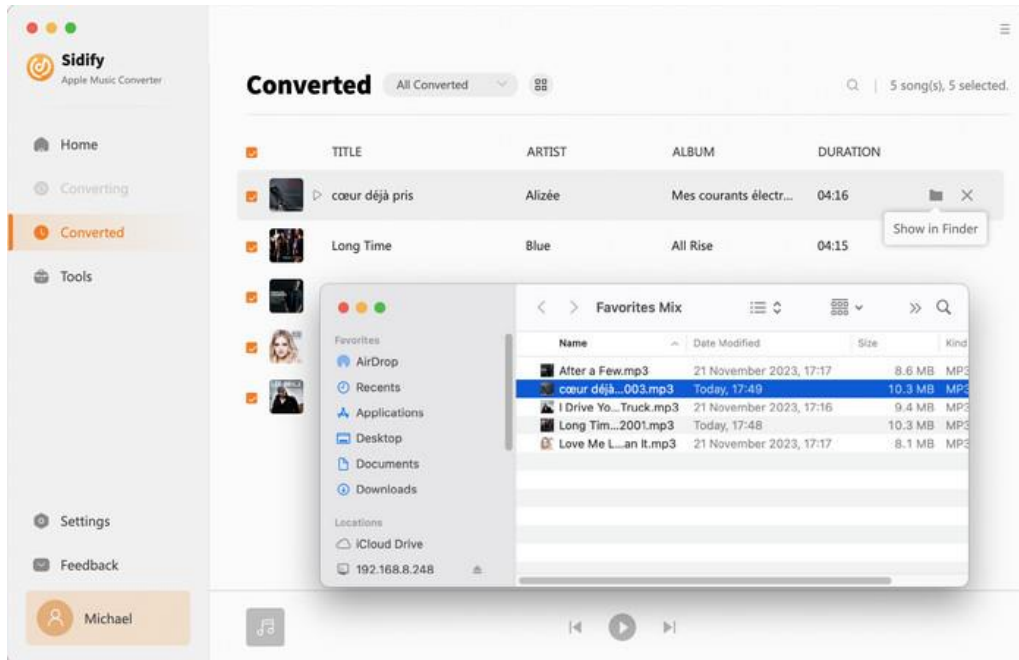 Sidify
Apple Music Converter
Home
Converting
Converted
Tools
Settings
Feedback
Michael
Converted All Converted 5 song(s), 5 selected.
TITLE ARTIST ALBUM DURATION
cœur déjà pris Alizée Mes courants électr... 04:16
Show in Finder
Long Time Blue All Rise 04:15
Favorites
AirDrop
Recents
Applications
Desktop
Documents
Downloads
Locations
iCloud Drive
192.168.8.248
Favorites Mix
Name Date Modified Size Kind
After a Few.mp3 21 November 2023, 17:17 8.6 MB MP3
cœur déjà...003.mp3 Today, 17:49 10.3 MB MP3
I Drive Yo...Truck.mp3 21 November 2023, 17:16 9.4 MB MP3
Long Tim...2001.mp3 Today, 17:48 10.3 MB MP3
Love Me L...an It.mp3 21 November 2023, 17:17 8.1 MB MP3